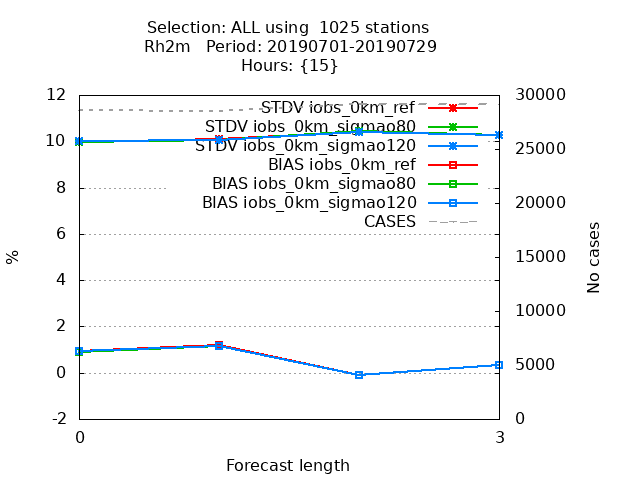 Selection: ALL using  1025 stations
Rh2m   Period: 20190701-20190729
Hours: {15}
12
10
8
6
4
2
0
-2
%
30000
25000
20000
15000
10000
5000
0
No cases
STDV iobs_0km_ref
STDV iobs_0km_sigmao80
STDV iobs_0km_sigmao120
BIAS iobs_0km_ref
BIAS iobs_0km_sigmao80
BIAS iobs_0km_sigmao120
CASES
0
3
Forecast length